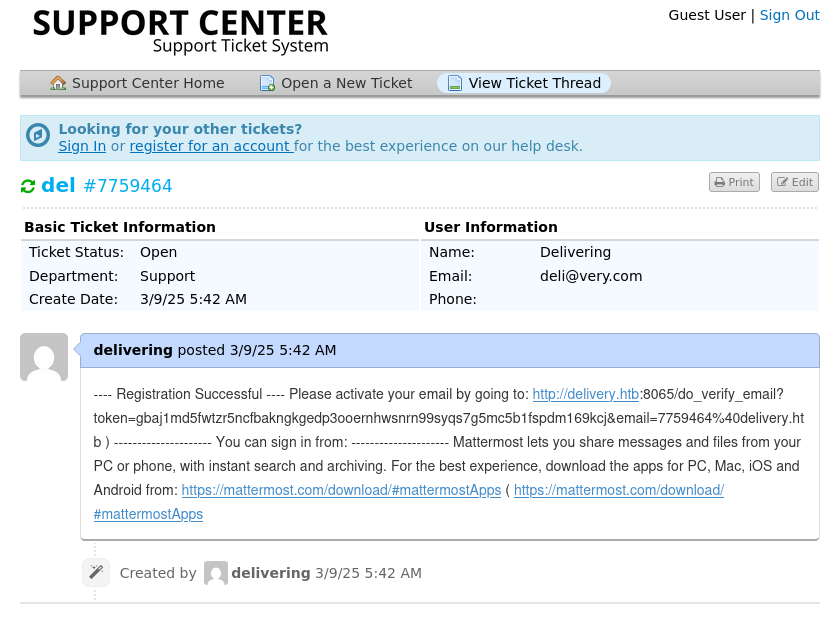 SUPPORT CENTER
Support Ticket System
Guest User | Sign Out
Support Center Home
Open a New Ticket
View Ticket Thread
Looking for your other tickets?
Sign In or register for an account for the best experience on our help desk.
del #7759464
Print
Edit
Basic Ticket Information
Ticket Status: Open
Department: Support
Create Date: 3/9/25 5:42 AM
User Information
Name: Delivering
Email: deli@very.com
Phone:
delivering posted 3/9/25 5:42 AM
---- Registration Successful ---- Please activate your email by going to: http://delivery.htb:8065/do_verify_email?
token=gbaj1md5fwtzr5ncfbakngkgedp3ooernhwsnrn99syqs7g5mc5b1fspdm169kcj&email=7759464%40delivery.ht
b ) --------------------- You can sign in from: --------------------- Mattermost lets you share messages and files from your
PC or phone, with instant search and archiving. For the best experience, download the apps for PC, Mac, iOS and
Android from: https://mattermost.com/download/#mattermostApps ( https://mattermost.com/download/
#mattermostApps
Created by delivering 3/9/25 5:42 AM